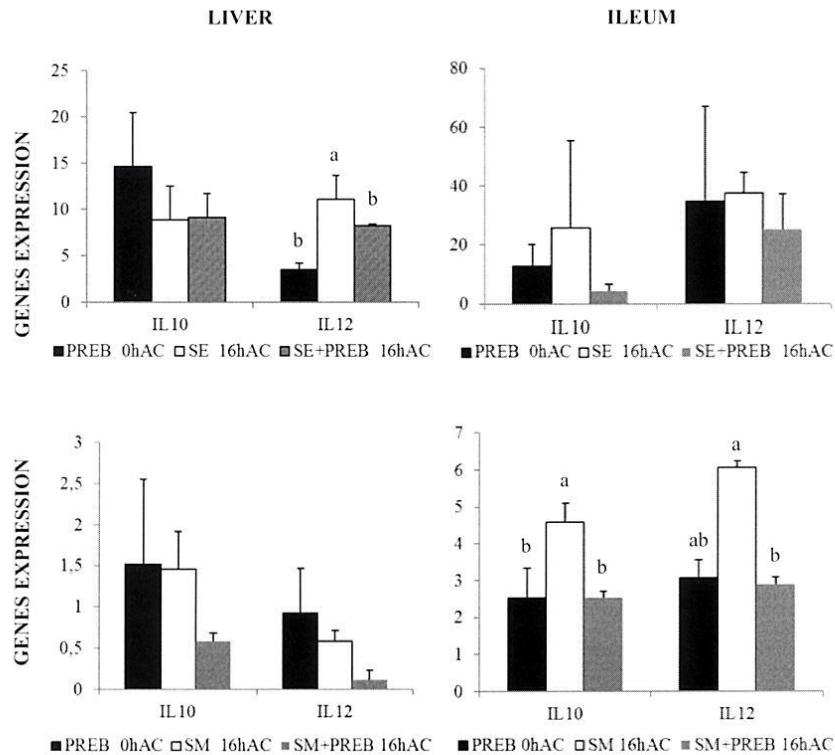 LIVER
ILEUM
GENES EXPRESSION
25
20
15
10
5
0
a
b
b
IL10
IL12
PREB 0hAC SE 16hAC SE+PREB 16hAC
80
60
40
20
0
IL10
IL12
PREB 0hAC SE 16hAC SE+PREB 16hAC
GENES EXPRESSION
3
2,5
2
1,5
1
0,5
0
IL10
IL12
PREB 0hAC SM 16hAC SM+PREB 16hAC
7
6
5
4
3
2
1
0
a
a
b
b
ab
b
IL10
IL12
PREB 0hAC SM 16hAC SM+PREB 16hAC